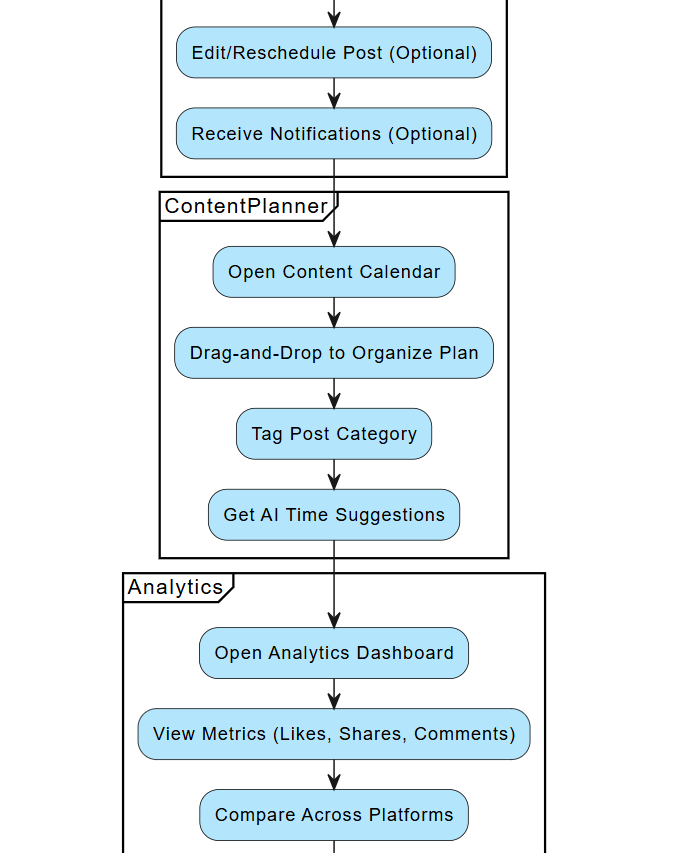 Edit/Reschedule Post (Optional)
Receive Notifications (Optional)
ContentPlanner
Open Content Calendar
Drag-and-Drop to Organize Plan
Tag Post Category
Get AI Time Suggestions
Analytics
Open Analytics Dashboard
View Metrics (Likes, Shares, Comments)
Compare Across Platforms